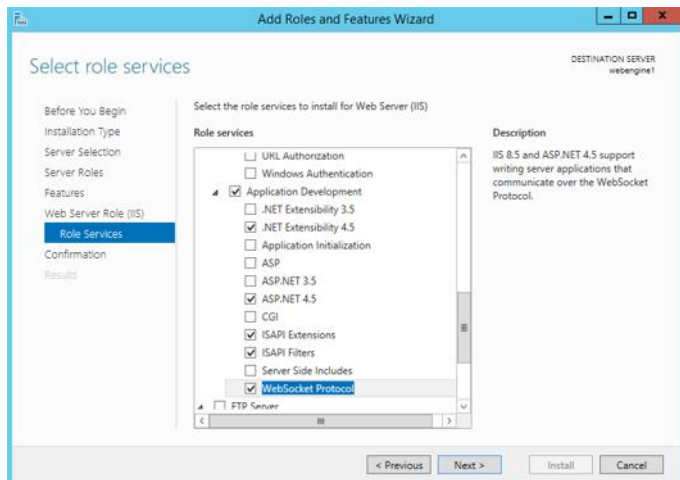 Add Roles and Features Wizard
Select role services
DESTINATION SERVER
webengine1
Before You Begin
Installation Type
Server Selection
Server Roles
Features
Web Server Role (IIS)
Role Services
Confirmation
Results
Select the role services to install for Web Server (IIS)
Role services
URL Authorization
Windows Authentication
Application Development
.NET Extensibility 3.5
.NET Extensibility 4.5
Application Initialization
ASP
ASP.NET 3.5
ASP.NET 4.5
CGI
ISAPI Extensions
ISAPI Filters
Server Side Includes
WebSocket Protocol
FTP Server
Description
IIS 8.5 and ASP.NET 4.5 support
writing server applications that
communicate over the WebSocket
Protocol.
< Previous
Next >
Install
Cancel